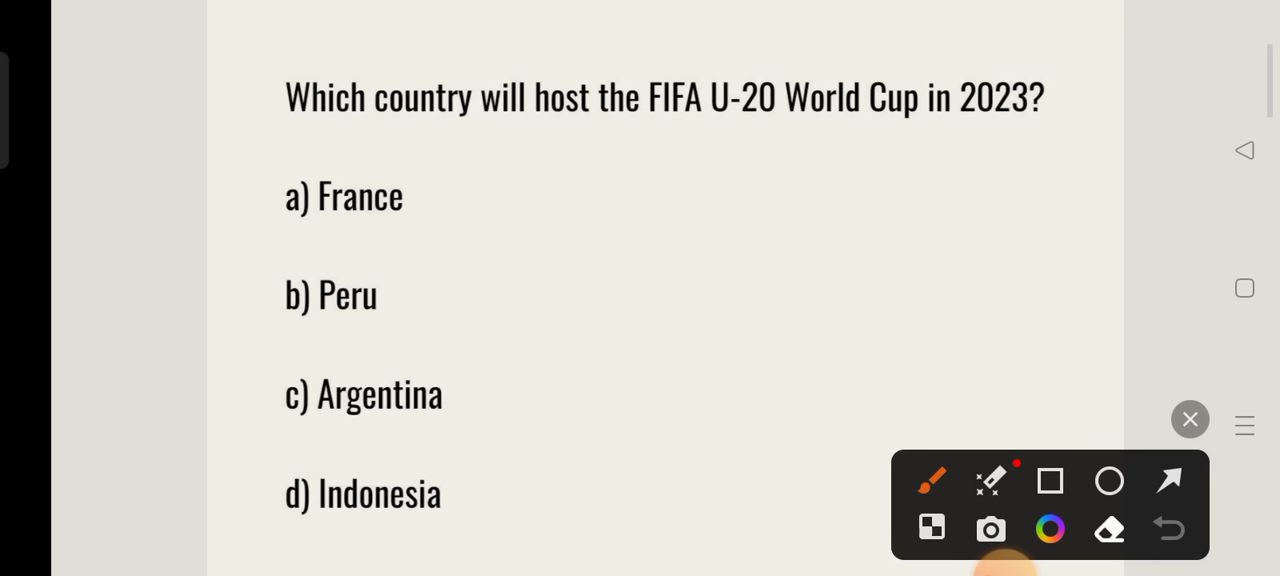 Which country will host the FIFA U-20 World Cup in 2023?
a) France
b) Peru
c) Argentina
d) Indonesia